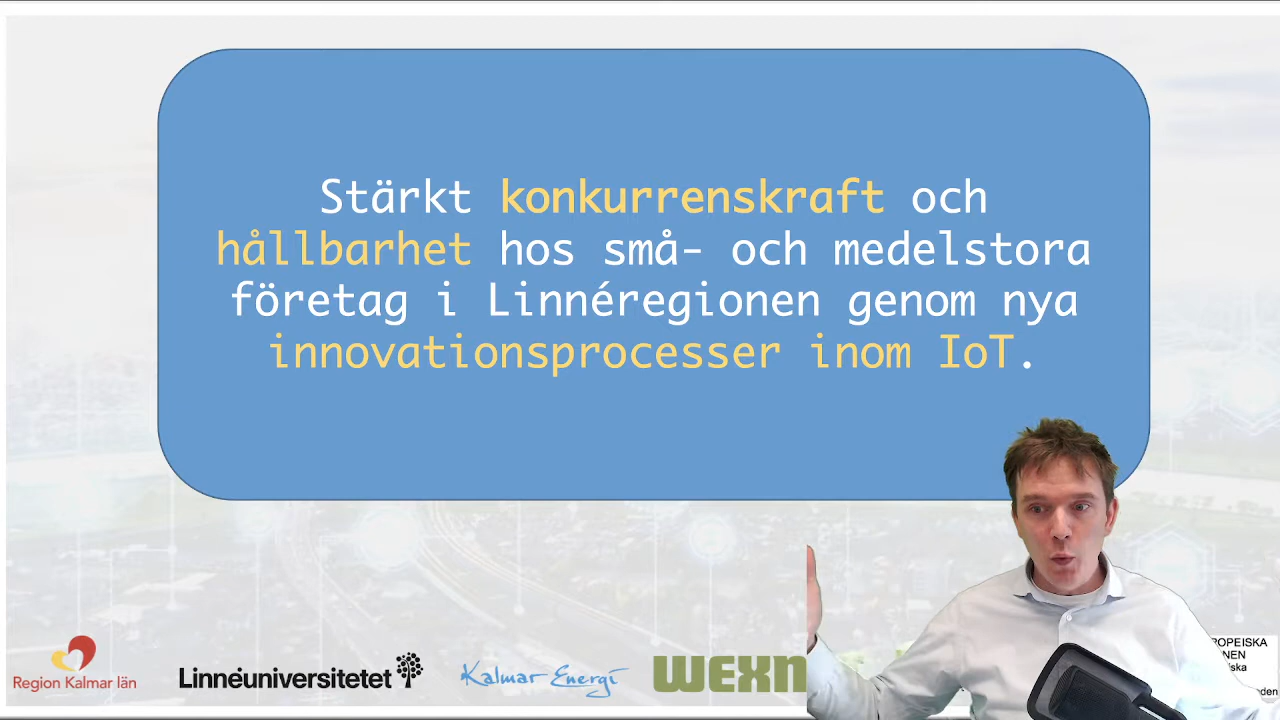 Stärkt konkurrenskraft och
hållbarhet hos små- och medelstora
företag i Linnéregionen genom nya
innovationsprocesser inom IoT.
Region Kalmar län
Linnéuniversitetet
Kalmar Energi
WEXN